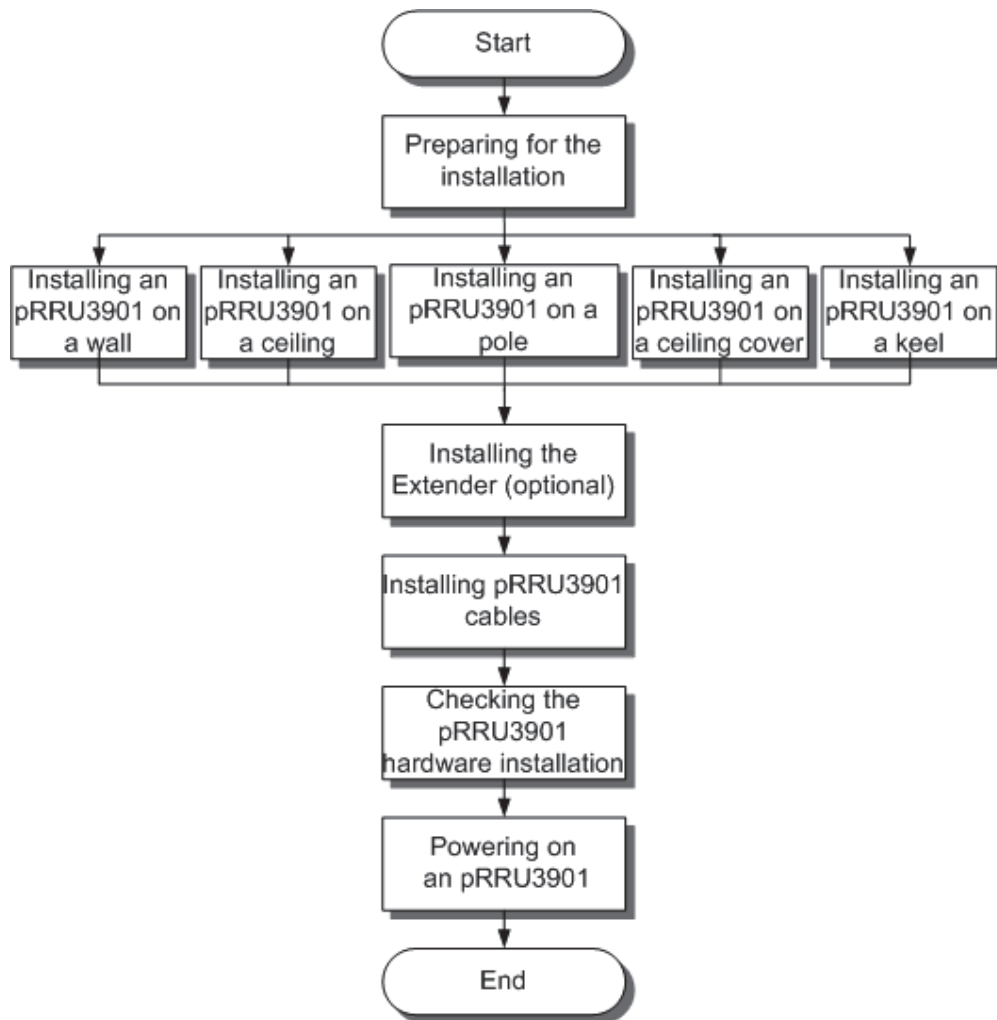 Start
Preparing for the
installation
Installing an
pRRU3901 on
a wall
Installing an
pRRU3901 on
a ceiling
Installing an
pRRU3901 on a
pole
Installing an
pRRU3901 on
a ceiling cover
Installing an
pRRU3901 on
a keel
Installing the
Extender (optional)
Installing pRRU3901
cables
Checking the
pRRU3901
hardware installation
Powering on
an pRRU3901
End